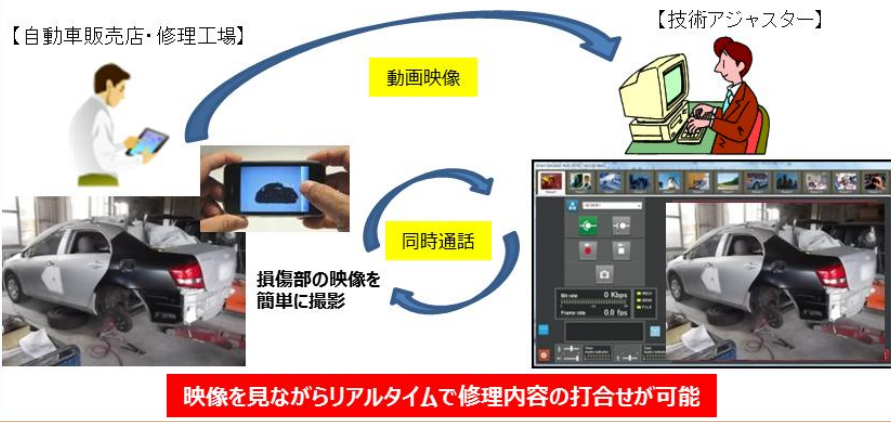 【自動車販売店・修理工場】
【技術アジャスター】
動画映像
同時通話
損傷部の映像を
簡単に撮影
Bit rate 0 Kbps
Frame rate 0.0 fps
映像を見ながらリアルタイムで修理内容の打合せが可能